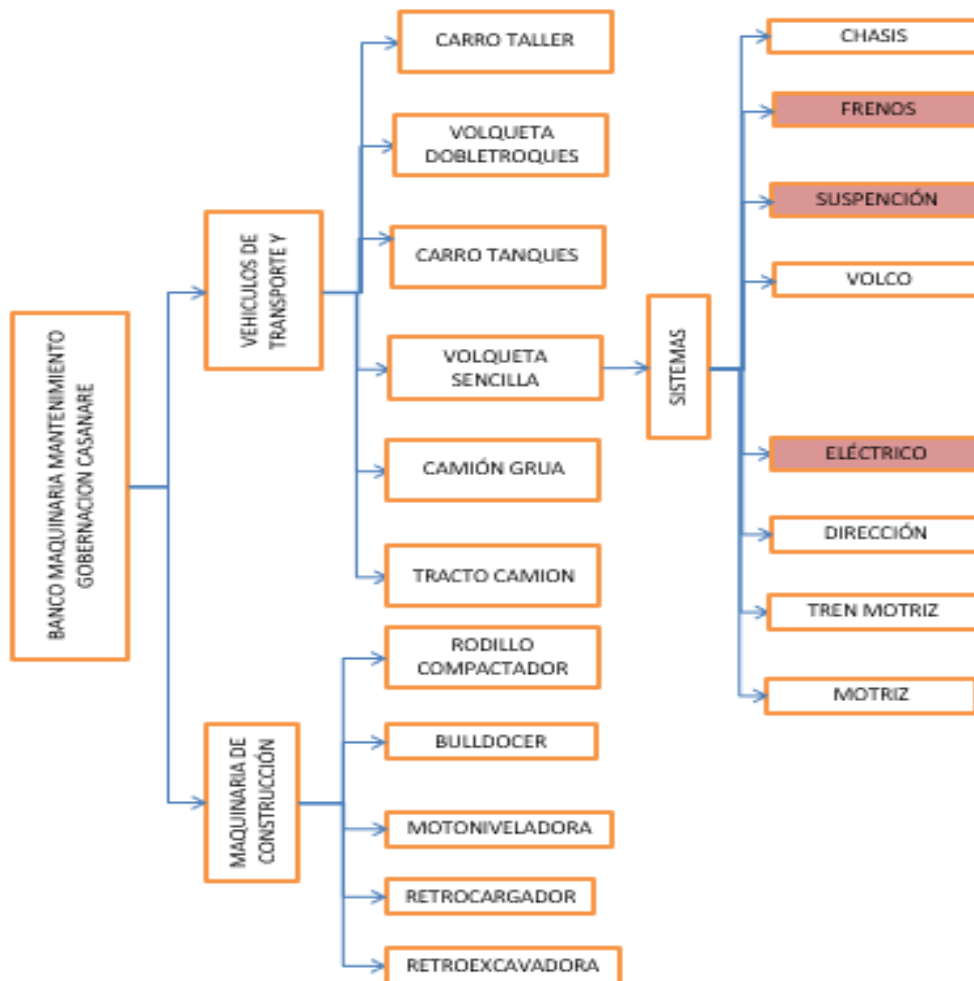 BANCO MAQUINARIA MANTENIMIENTO
GOBERNACION CASANARE
VEHICULOS DE
TRANSPORTE Y
CARRO TALLER
VOLQUETA
DOBLETROQUES
CARRO TANQUES
VOLQUETA
SENCILLA
CAMIÓN GRUA
TRACTO CAMION
MAQUINARIA DE
CONSTRUCCIÓN
RODILLO
COMPACTADOR
BULLDOCER
MOTONIVELADORA
RETROCARGADOR
RETROEXCAVADORA
SISTEMAS
CHASIS
FRENOS
SUSPENCIÓN
VOLCO
ELÉCTRICO
DIRECCIÓN
TREN MOTRIZ
MOTRIZ